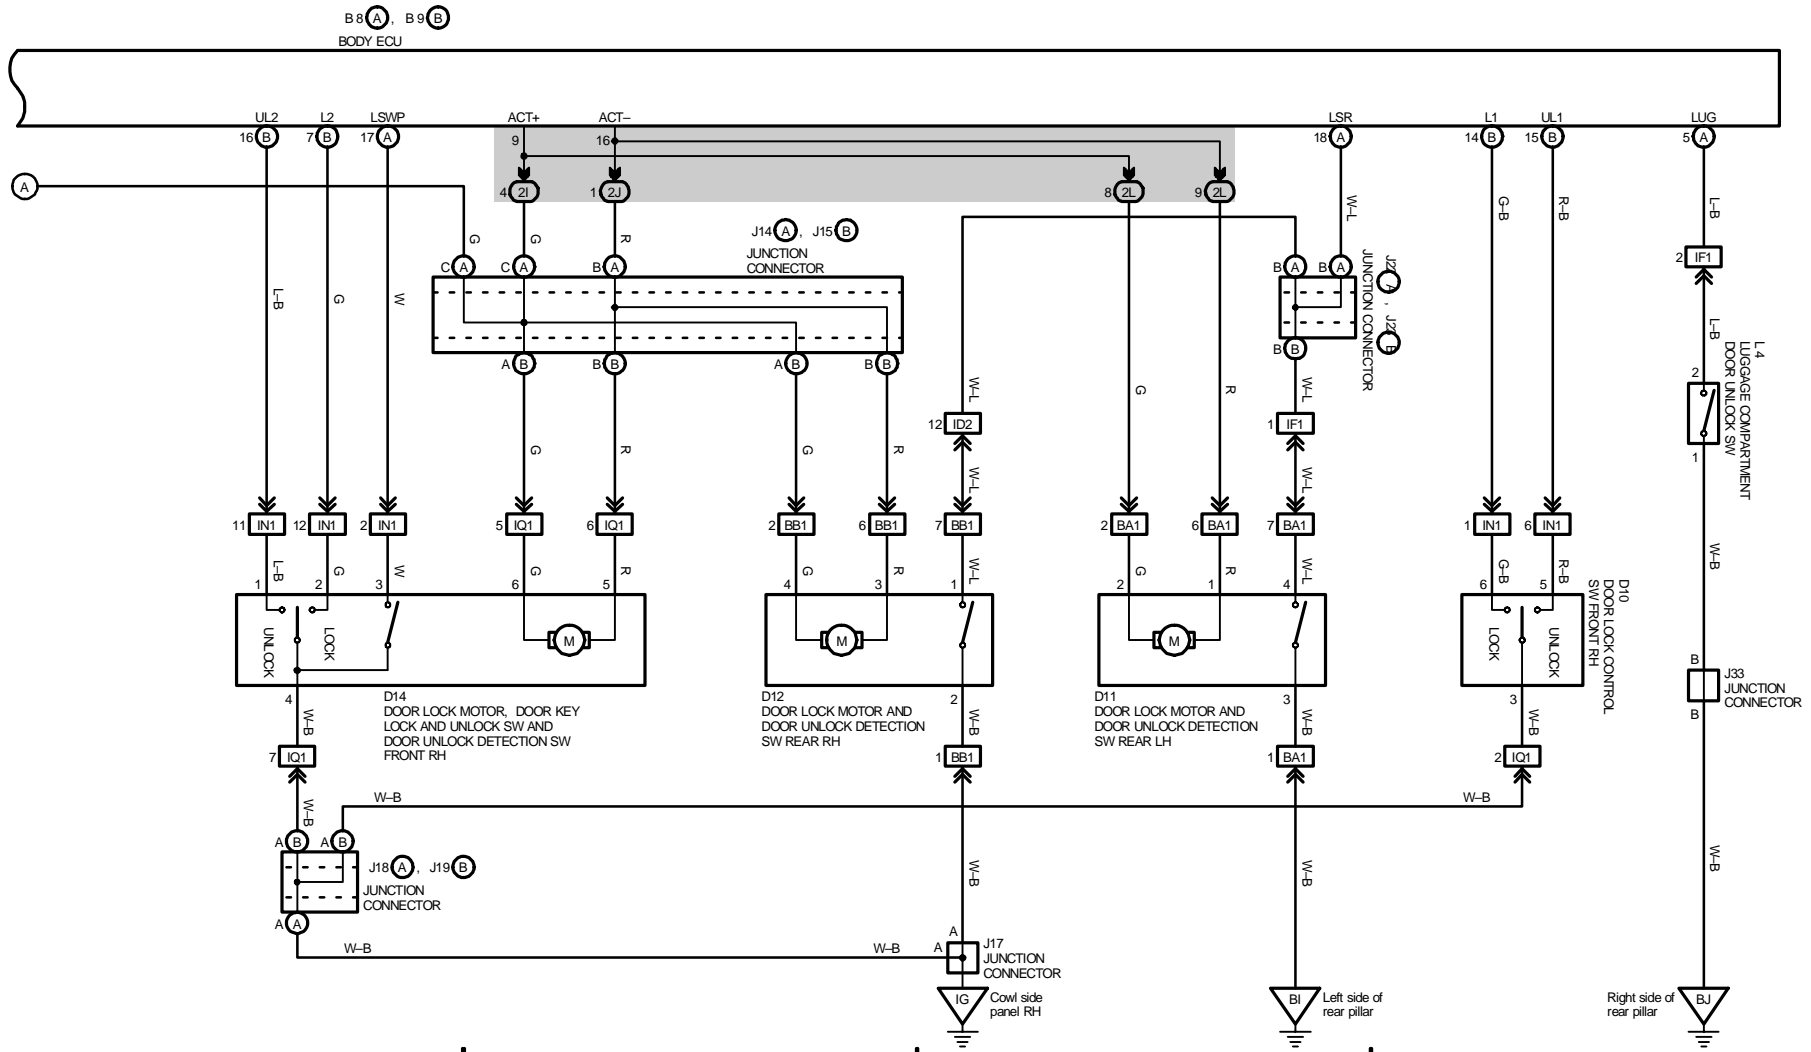 B 8 A , B 9 B
BODY ECU
UL2 L2 LSWP ACT+ ACT– LSR L1 UL1 LUG
16 B 7 B 17 A 9 16 18 A 14 B 15 B 5 A
A
4 2I 1 2J 8 2L 9 2L
W–L G–B R–B L–B
J14 A , J15 B
JUNCTION
CONNECTOR
G G R
C A C A B A B A B A
2 IF1
A , B
JUNCTION CONNECTOR
L–B G W
L–B
A B B B A B B B B B
L 4
LUGGAGE COMPARTMENT
DOOR UNLOCK SW
2
1
W–L G R W–L
12 ID2 1 IF1
G R G R W–L W–L
11 IN1 12 IN1 2 IN1 5 IQ1 6 IQ1 2 BB1 6 BB1 7 BB1 2 BA1 6 BA1 7 BA1 1 IN1 6 IN1
L–B G W G R G R W–L G R W–L G–B R–B W–B
1 2 3 6 5 4 3 1 2 1 4 6 5
D10
DOOR LOCK CONTROL
SW FRONT RH
UNLOCK LOCK M M M LOCK UNLOCK
4 2 3 3
D14
DOOR LOCK MOTOR, DOOR KEY
LOCK AND UNLOCK SW AND
DOOR UNLOCK DETECTION SW
FRONT RH
D12
DOOR LOCK MOTOR AND
DOOR UNLOCK DETECTION
SW REAR RH
D11
DOOR LOCK MOTOR AND
DOOR UNLOCK DETECTION
SW REAR LH
B
J33
JUNCTION
CONNECTOR
B
W–B W–B W–B W–B
7 IQ1 1 BB1 1 BA1 2 IQ1
W–B
W–B W–B
A B A B
J18 A , J19 B
JUNCTION
CONNECTOR
W–B W–B W–B
A A
W–B W–B
A
A
J17
JUNCTION
CONNECTOR
IG
Cowl side
panel RH
BI
Left side of
rear pillar
Right side of
rear pillar
BJ